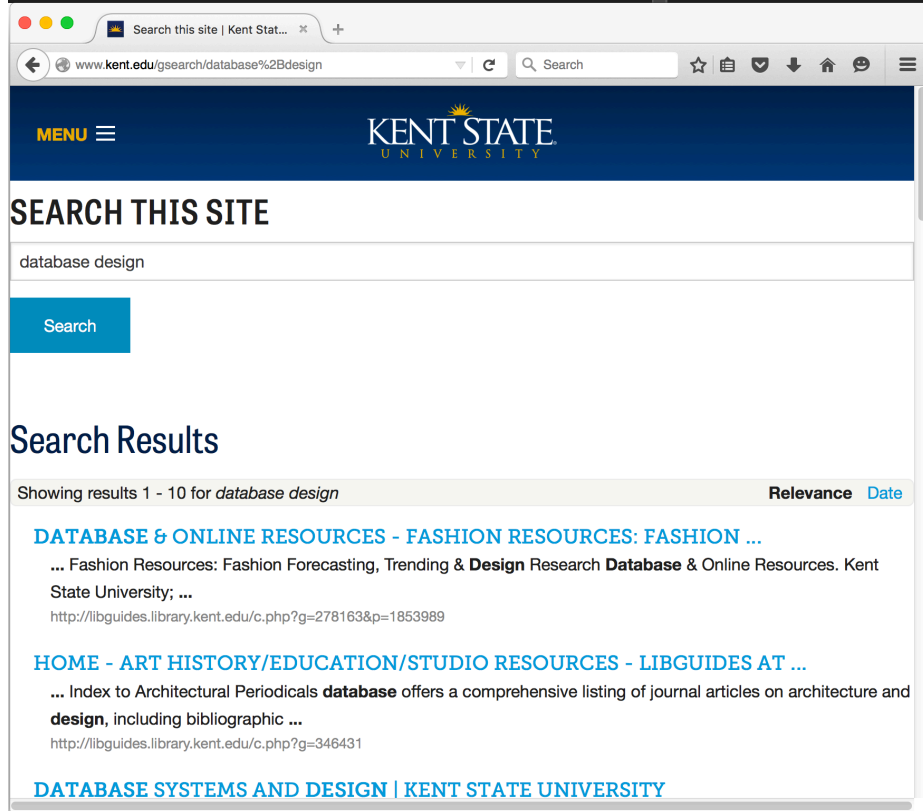 Search this site | Kent Stat...
www.kent.edu/gsearch/database%2Bdesign
Search
MENU
KENT STATE
UNIVERSITY
SEARCH THIS SITE
database design
Search
Search Results
Showing results 1 - 10 for database design
Relevance Date
DATABASE & ONLINE RESOURCES - FASHION RESOURCES: FASHION ...
... Fashion Resources: Fashion Forecasting, Trending & Design Research Database & Online Resources. Kent
State University; ...
http://libguides.library.kent.edu/c.php?g=278163&p=1853989
HOME - ART HISTORY/EDUCATION/STUDIO RESOURCES - LIBGUIDES AT ...
... Index to Architectural Periodicals database offers a comprehensive listing of journal articles on architecture and
design, including bibliographic ...
http://libguides.library.kent.edu/c.php?g=346431
DATABASE SYSTEMS AND DESIGN | KENT STATE UNIVERSITY